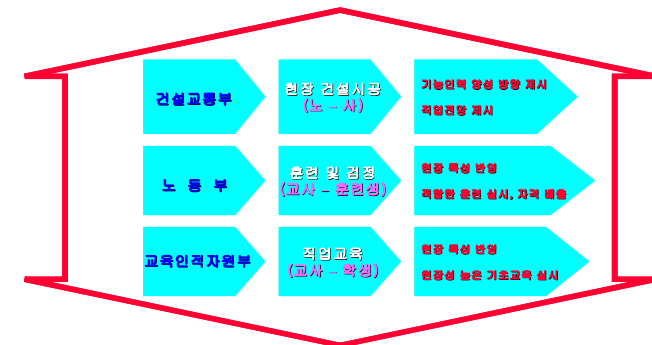 건설교통부
현장 건설시공
(노 – 사)
기능인력 양성 방향 제시
직업전망 제시
노 동 부
훈련 및 검정
(교사 – 훈련생)
현장 특성 반영
적합한 훈련 실시, 자격 배출
교육인적자원부
직업교육
(교사 – 학생)
현장 특성 반영
현장성 높은 기초교육 실시